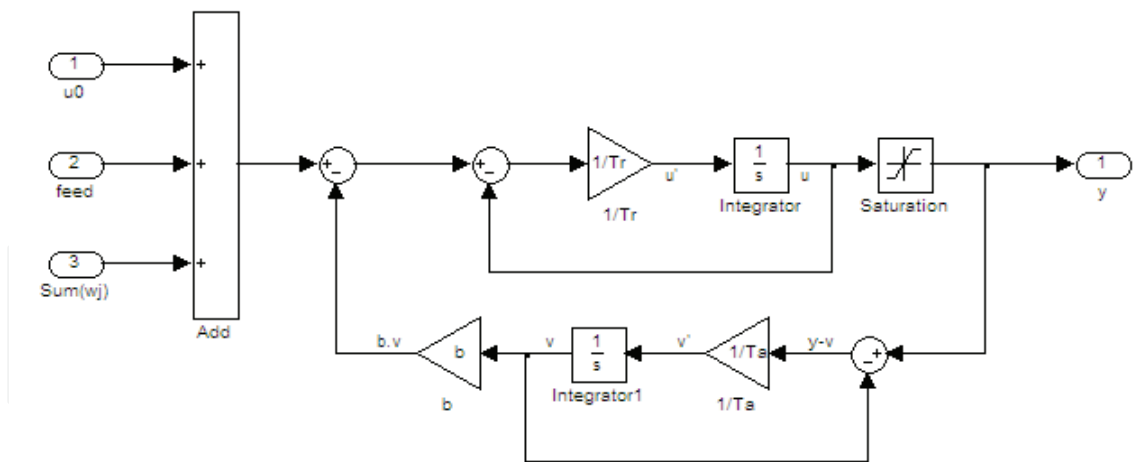 1
u0
2
feed
3
Sum(wj)
+
+
+
Add
+
-
+
-
1/Tr
1/Tr
u`
1
s
Integrator
u
Saturation
1
y
b.v
b
b
v
1
s
Integrator1
v`
1/Ta
1/Ta
y-v
-
+